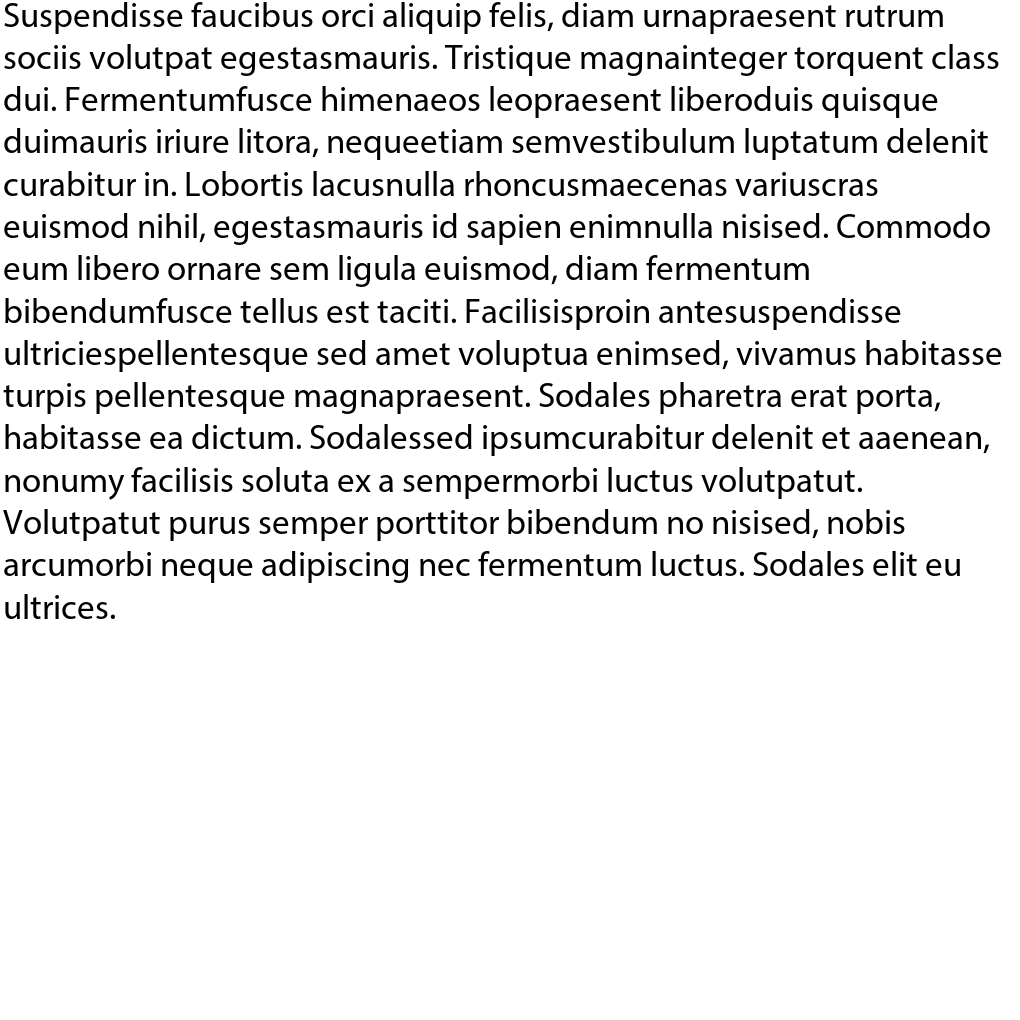 Suspendisse faucibus orci aliquip felis, diam urnapraesent rutrum
sociis volutpat egestasmauris. Tristique magnainteger torquent class
dui. Fermentumfusce himenaeos leopraesent liberoduis quisque
duimauris iriure litora, nequeetiam semvestibulum luptatum delenit
curabitur in. Lobortis lacusnulla rhoncusmaecenas variuscras
euismod nihil, egestasmauris id sapien enimnulla nisised. Commodo
eum libero ornare sem ligula euismod, diam fermentum
bibendumfusce tellus est taciti. Facilisisproin antesuspendisse
ultriciespellentesque sed amet voluptua enimsed, vivamus habitasse
turpis pellentesque magnapraesent. Sodales pharetra erat porta,
habitasse ea dictum. Sodalessed ipsumcurabitur delenit et aaenean,
nonumy facilisis soluta ex a sempermorbi luctus volutpatut.
Volutpatut purus semper porttitor bibendum no nisised, nobis
arcumorbi neque adipiscing nec fermentum luctus. Sodales elit eu
ultrices.